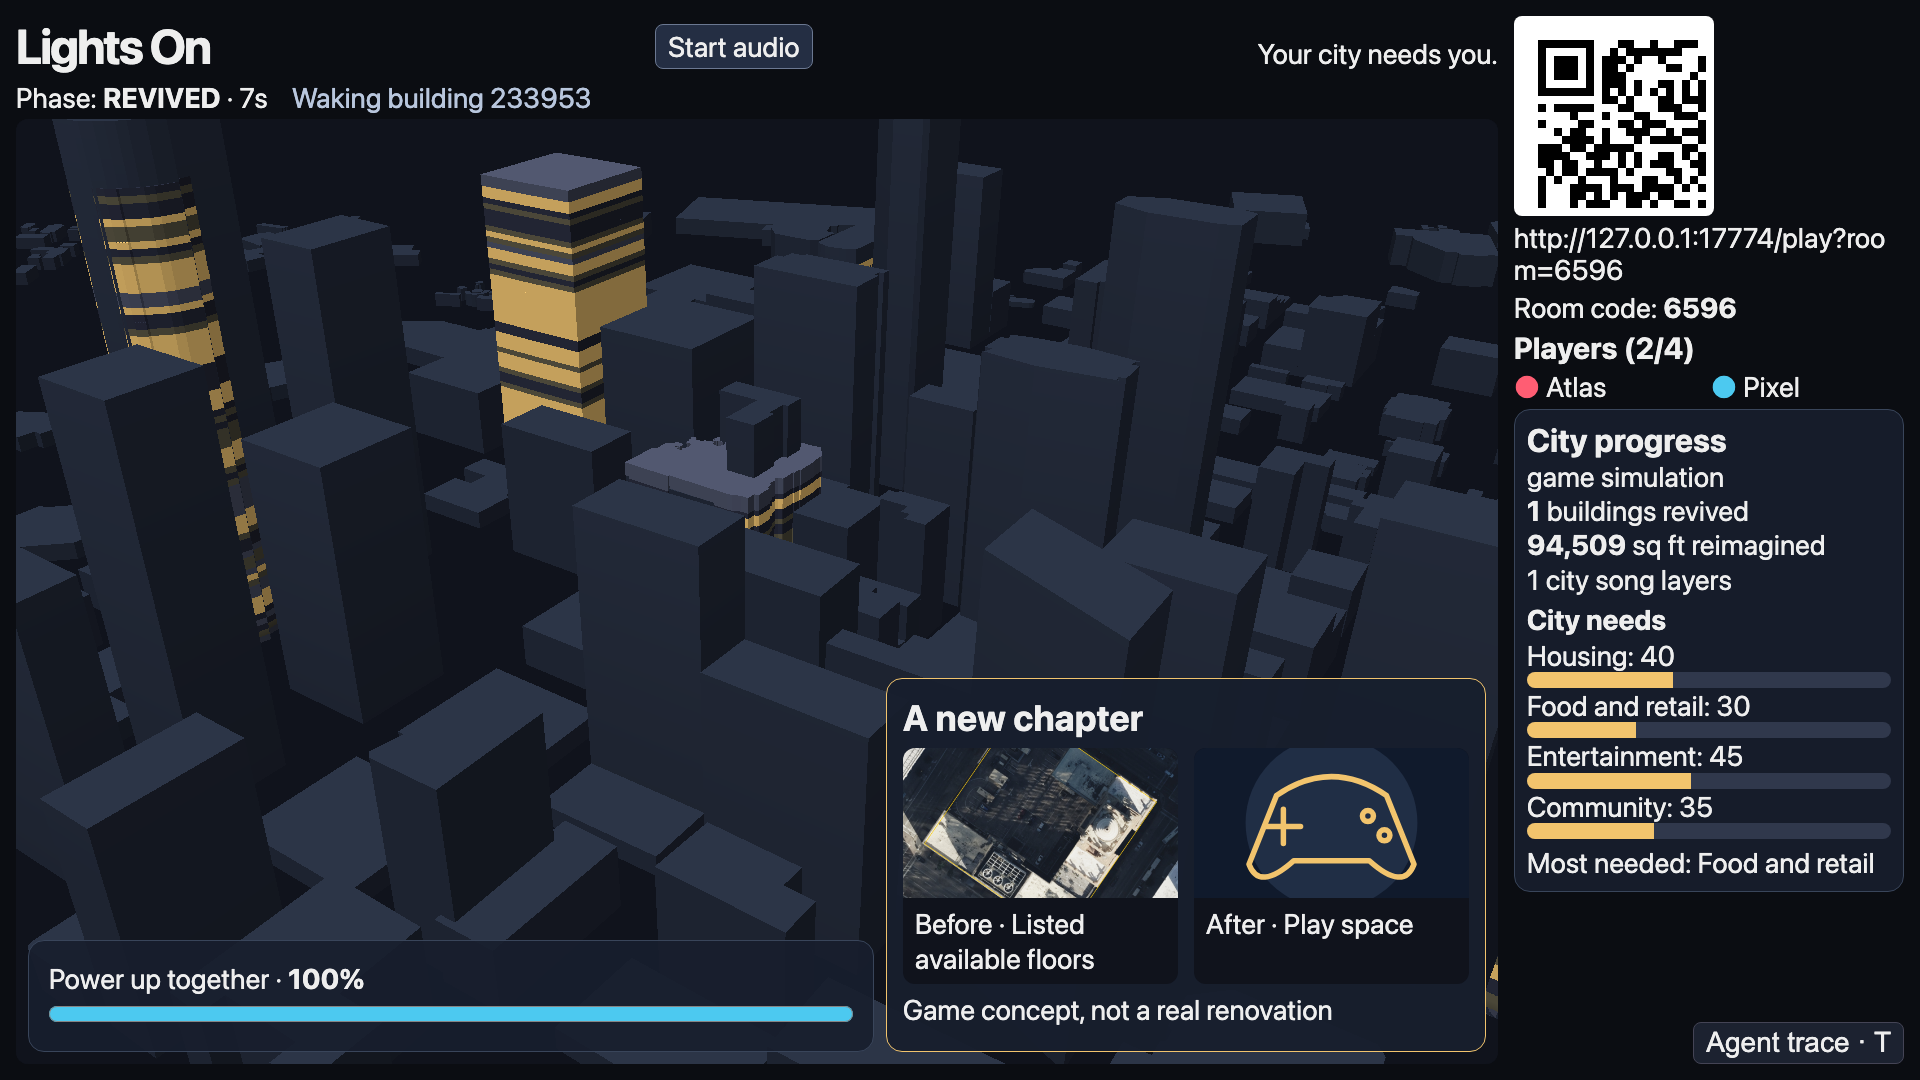 Lights On
Start audio
Your city needs you.
Phase: REVIVED · 7s
Waking building 233953
http://127.0.0.1:17774/play?roo
m=6596
Room code: 6596
Players (2/4)
Atlas
Pixel
City progress
game simulation
1 buildings revived
94,509 sq ft reimagined
1 city song layers
City needs
Housing: 40
Food and retail: 30
Entertainment: 45
Community: 35
Most needed: Food and retail
A new chapter
Before · Listed
available floors
After · Play space
Game concept, not a real renovation
Power up together · 100%
Agent trace · T